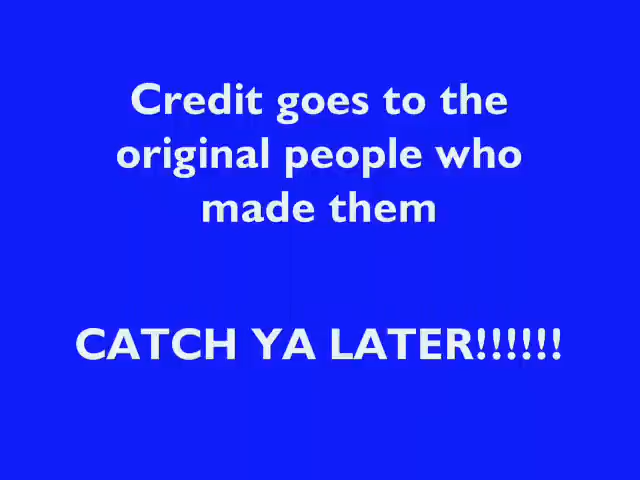 Credit goes to the
original people who
made them
CATCH YA LATER!!!!!!